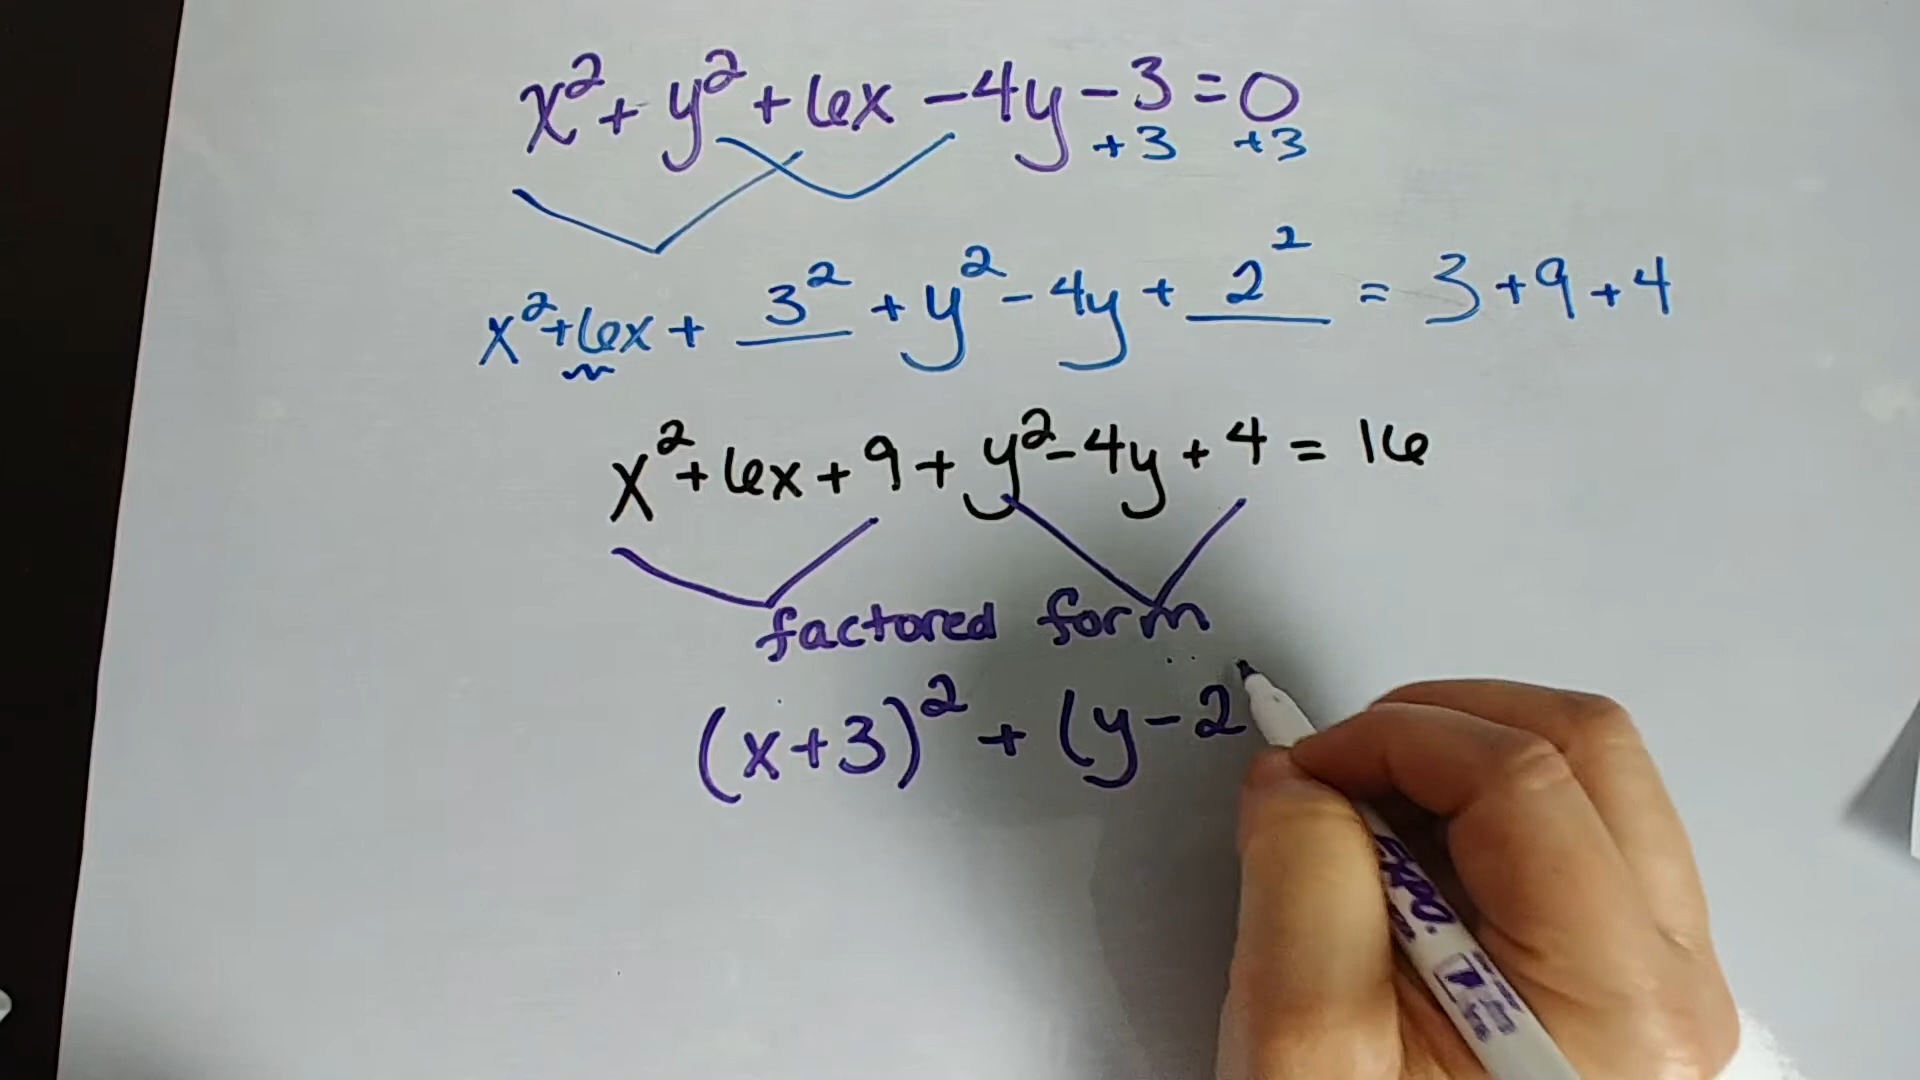 x² + y² + 6x - 4y - 3 = 0
+3 +3
x² + 6x + 3² + y² - 4y + 2² = 3 + 9 + 4
x² + 6x + 9 + y² - 4y + 4 = 16
factored form
(x+3)² + (y-2
EXPO